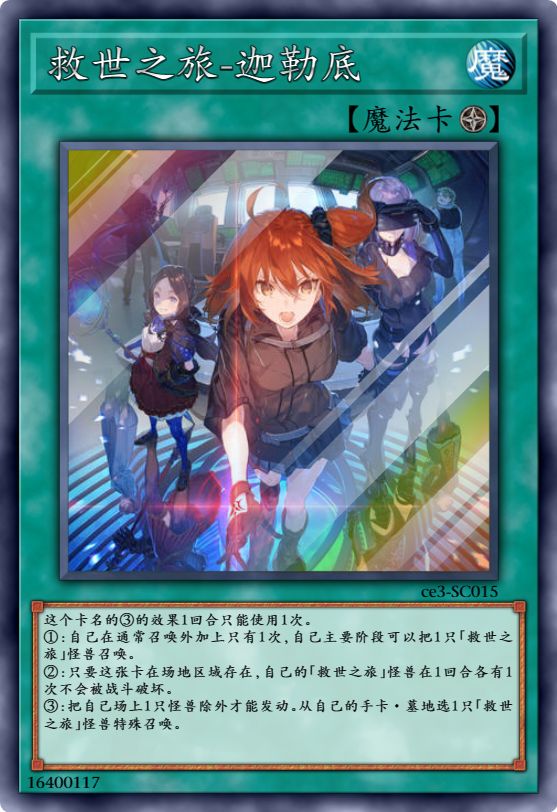 救世之旅-迦勒底
魔
【魔法卡】
ce3-SC015
这个卡名的③的效果1回合只能使用1次。
①:自己在通常召唤外加上只有1次,自己主要阶段可以把1只「救世之
旅」怪兽召唤。
②:只要这张卡在场地区域存在,自己的「救世之旅」怪兽在1回合各有1
次不会被战斗破坏。
③:把自己场上1只怪兽除外才能发动。从自己的手卡・墓地选1只「救世
之旅」怪兽特殊召唤。
16400117